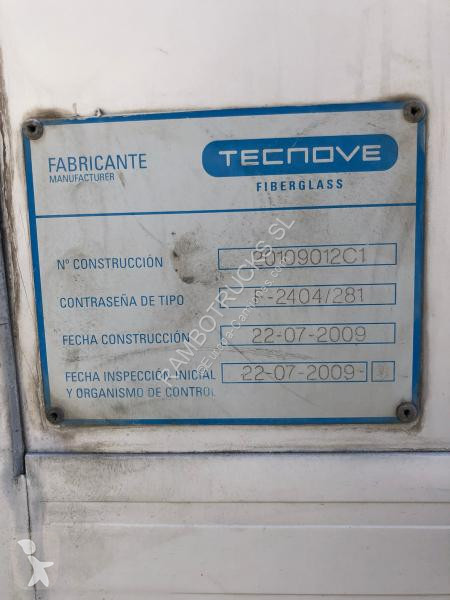 FABRICANTE
MANUFACTURER
TECNOVE
FIBERGLASS
Nº CONSTRUCCIÓN 20109012C1
CONTRASEÑA DE TIPO F-2404/281
FECHA CONSTRUCCIÓN 22-07-2009
FECHA INSPECCIÓN INICIAL 22-07-2009-
Y ORGANISMO DE CONTROL
RAMBOTRUCKS SL